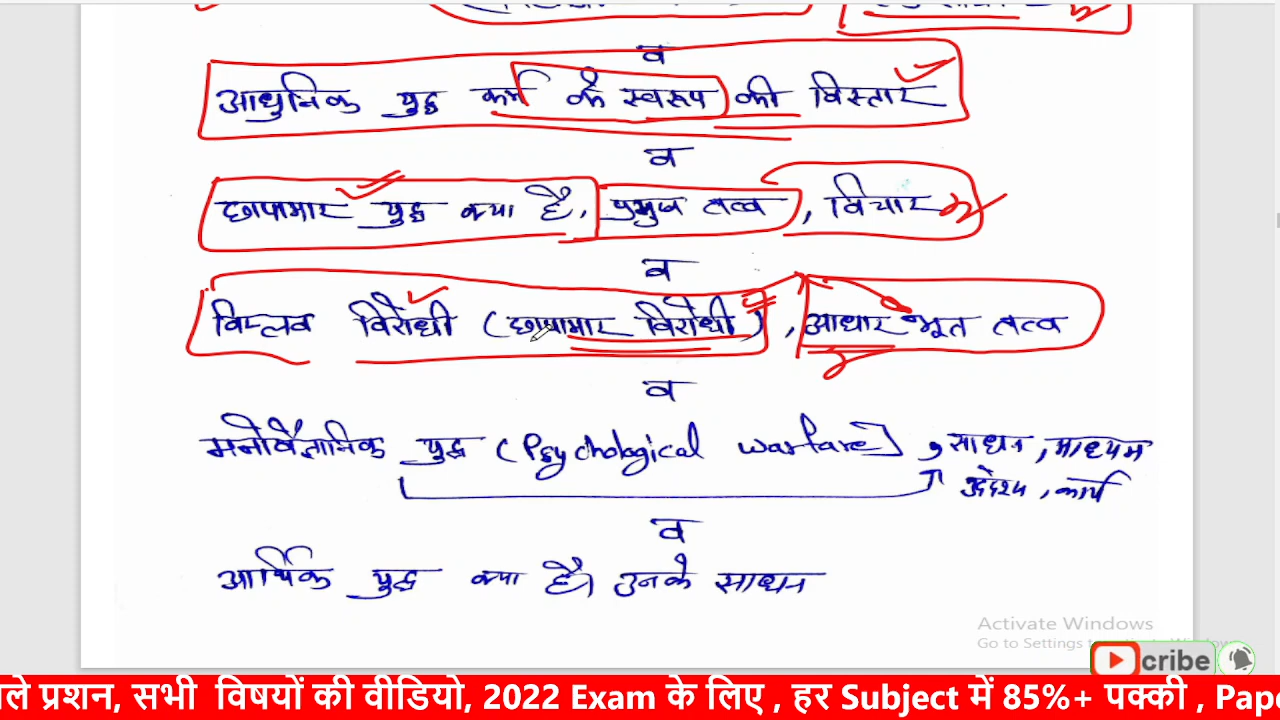 व
आधुनिक युद्ध कर्म के स्वरूप की विस्तार
व
छापामार युद्ध क्या है, प्रमुख तत्व, विचार
व
विप्लव विरोधी (छापामार विरोधी), आधार भूत तत्व
व
मनोवैज्ञानिक युद्ध (Psychological warfare), साधन, माध्यम
उद्देश्य, कार्य
व
आर्थिक युद्ध क्या है। उनके साधन
Activate Windows
Go to Settings
cribe
ले प्रशन, सभी विषयों की वीडियो, 2022 Exam के लिए , हर Subject में 85%+ पक्की , Pap